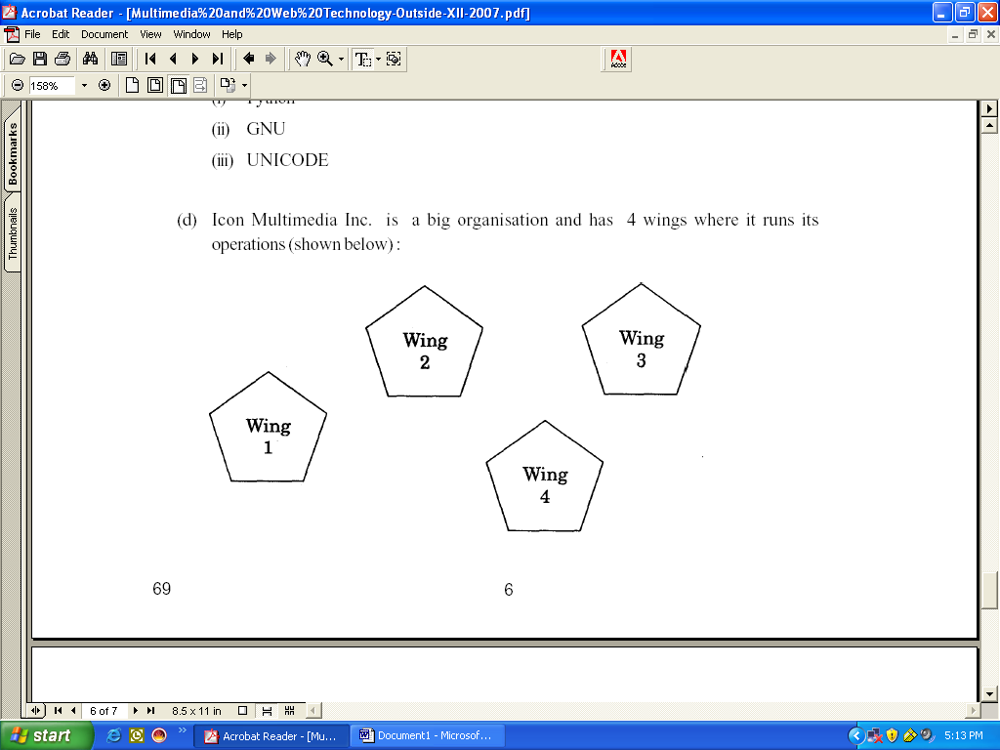 Acrobat Reader - [Multimedia%20and%20Web%20Technology-Outside-XII-2007.pdf]
File Edit Document View Window Help
158%
Bookmarks
Thumbnails
(i) Python
(ii) GNU
(iii) UNICODE
(d) Icon Multimedia Inc. is a big organisation and has 4 wings where it runs its
operations (shown below) :
Wing
2
Wing
3
Wing
1
Wing
4
69 6
6 of 7 8.5 x 11 in
start Acrobat Reader - [Mu... Document1 - Microsof... 5:13 PM